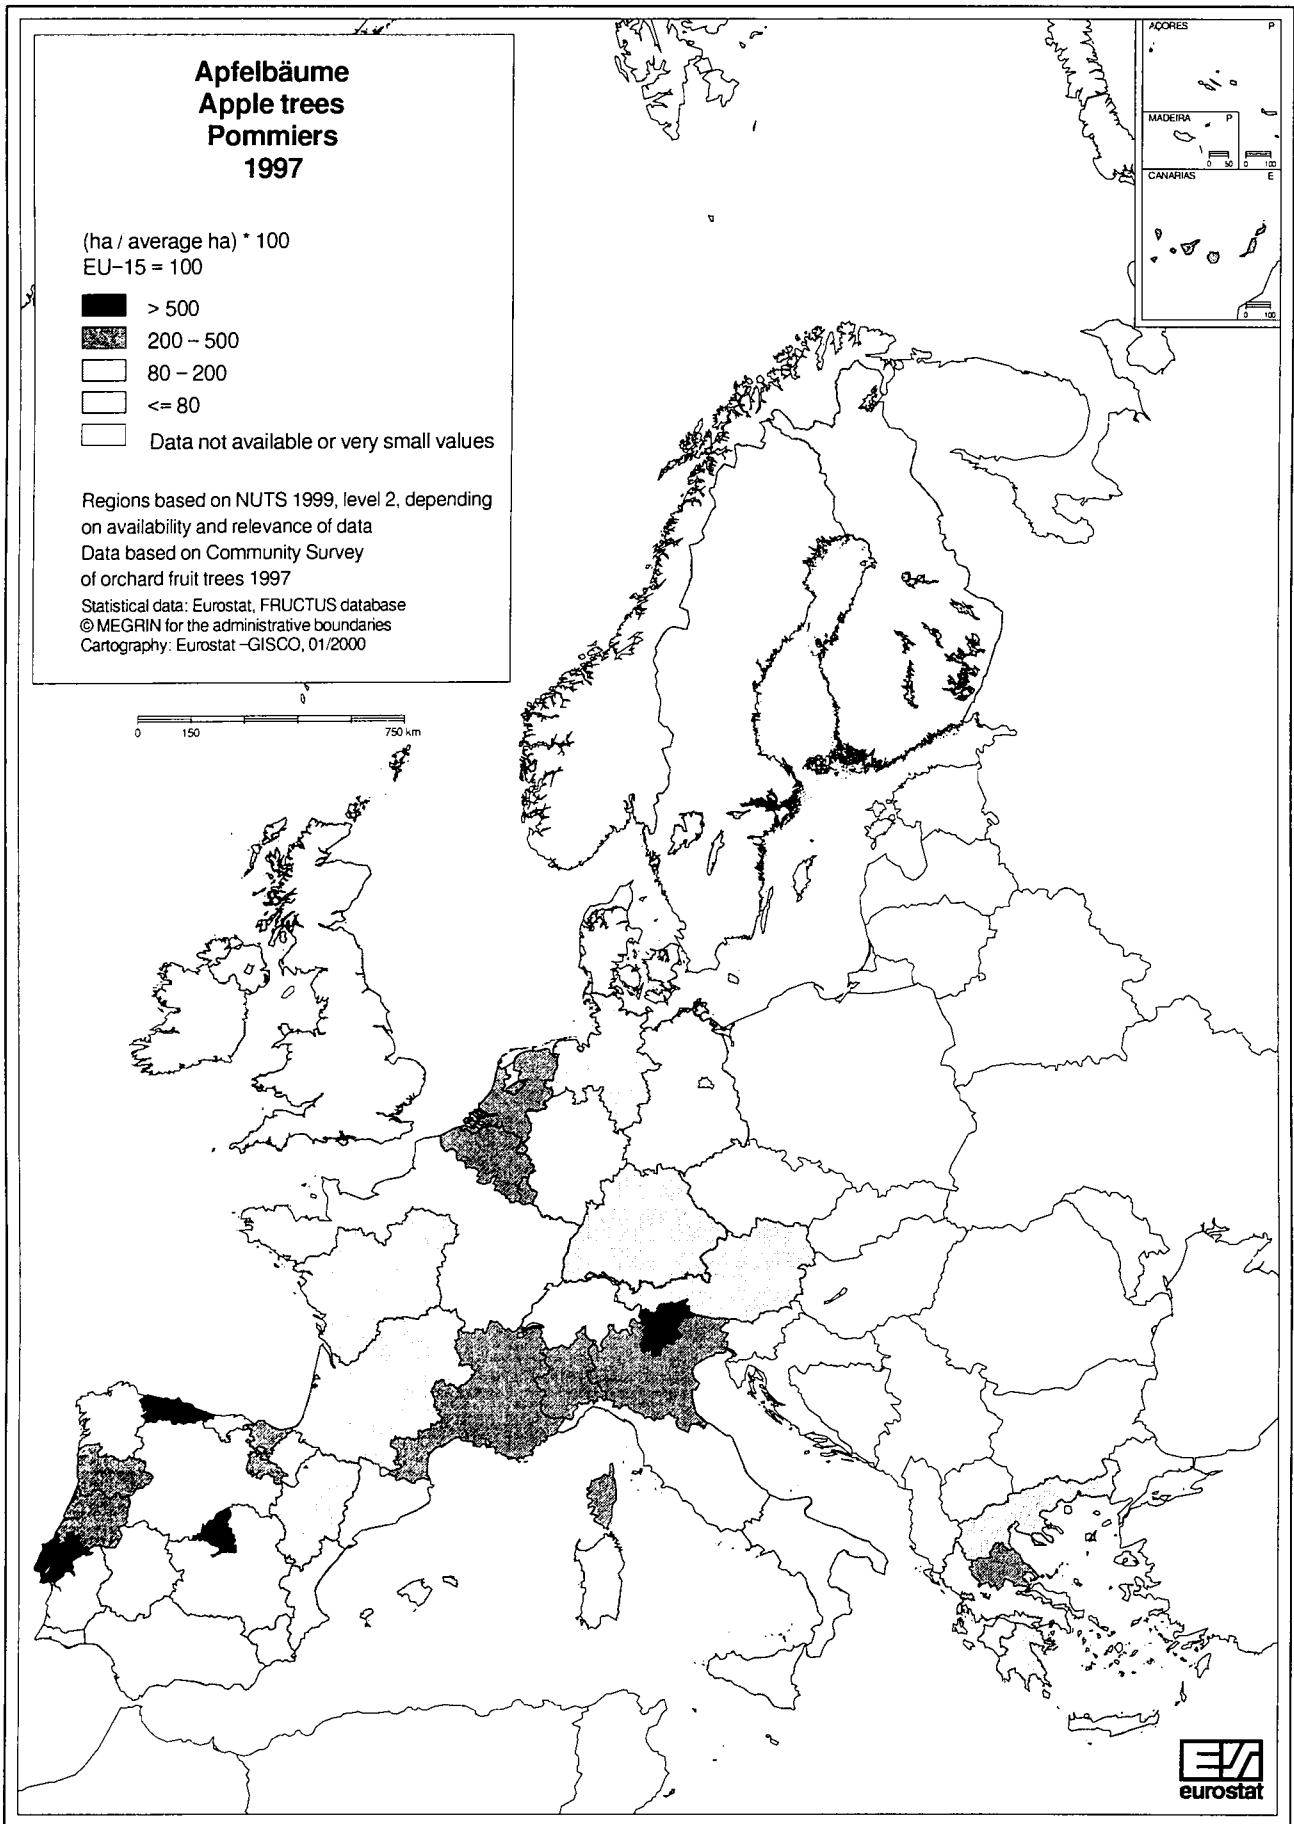 Apfelbäume
Apple trees
Pommiers
1997
(ha / average ha) * 100
EU-15 = 100
> 500
200 - 500
80 - 200
<= 80
Data not available or very small values
Regions based on NUTS 1999, level 2, depending
on availability and relevance of data
Data based on Community Survey
of orchard fruit trees 1997
Statistical data: Eurostat, FRUCTUS database
© MEGRIN for the administrative boundaries
Cartography: Eurostat -GISCO, 01/2000
0 150 750 km
AÇORES P
MADEIRA P
0 50 0 100
CANARIAS E
0 100
eurostat